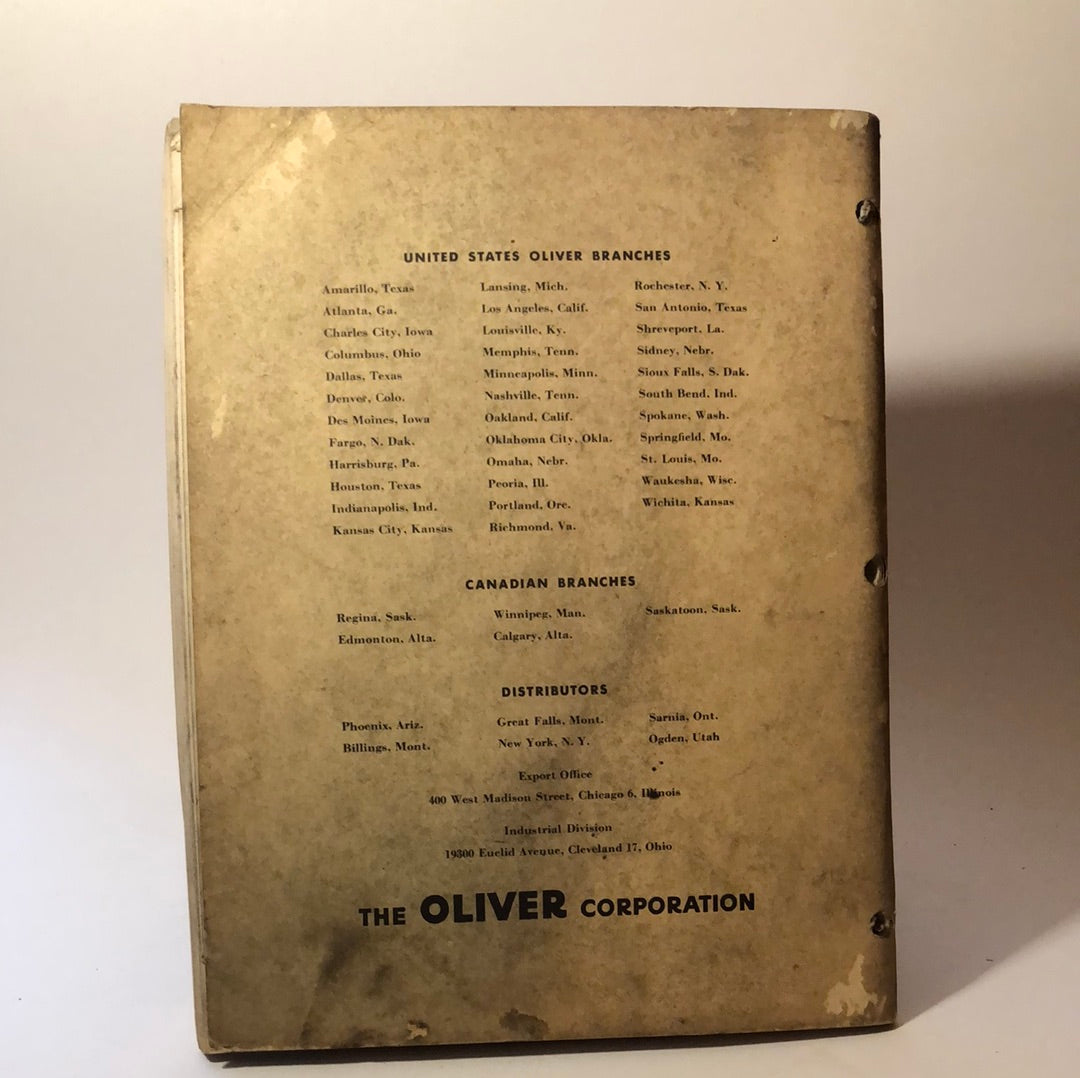 UNITED STATES OLIVER BRANCHES
Amarillo, Texas
Atlanta, Ga.
Charles City, Iowa
Columbus, Ohio
Dallas, Texas
Denver, Colo.
Des Moines, Iowa
Fargo, N. Dak.
Harrisburg, Pa.
Houston, Texas
Indianapolis, Ind.
Kansas City, Kansas
Lansing, Mich.
Los Angeles, Calif.
Louisville, Ky.
Memphis, Tenn.
Minneapolis, Minn.
Nashville, Tenn.
Oakland, Calif.
Oklahoma City, Okla.
Omaha, Nebr.
Peoria, Ill.
Portland, Ore.
Richmond, Va.
Rochester, N. Y.
San Antonio, Texas
Shreveport, La.
Sidney, Nebr.
Sioux Falls, S. Dak.
South Bend, Ind.
Spokane, Wash.
Springfield, Mo.
St. Louis, Mo.
Waukesha, Wisc.
Wichita, Kansas
CANADIAN BRANCHES
Regina, Sask.
Edmonton, Alta.
Winnipeg, Man.
Calgary, Alta.
Saskatoon, Sask.
DISTRIBUTORS
Phoenix, Ariz.
Billings, Mont.
Great Falls, Mont.
New York, N. Y.
Sarnia, Ont.
Ogden, Utah
Export Office
400 West Madison Street, Chicago 6, Illinois
Industrial Division
19300 Euclid Avenue, Cleveland 17, Ohio
THE OLIVER CORPORATION